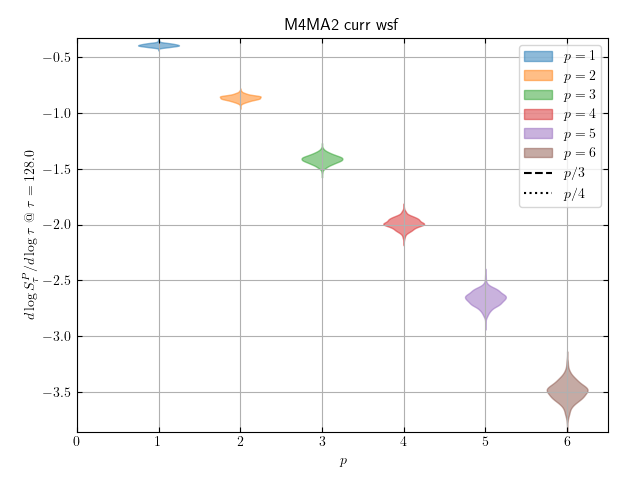 M4MA2 curr wsf
d log S_τ^P / d log τ @ τ = 128.0
−0.5
−1.0
−1.5
−2.0
−2.5
−3.0
−3.5
p = 1
p = 2
p = 3
p = 4
p = 5
p = 6
p/3
p/4
0
1
2
3
4
5
6
p